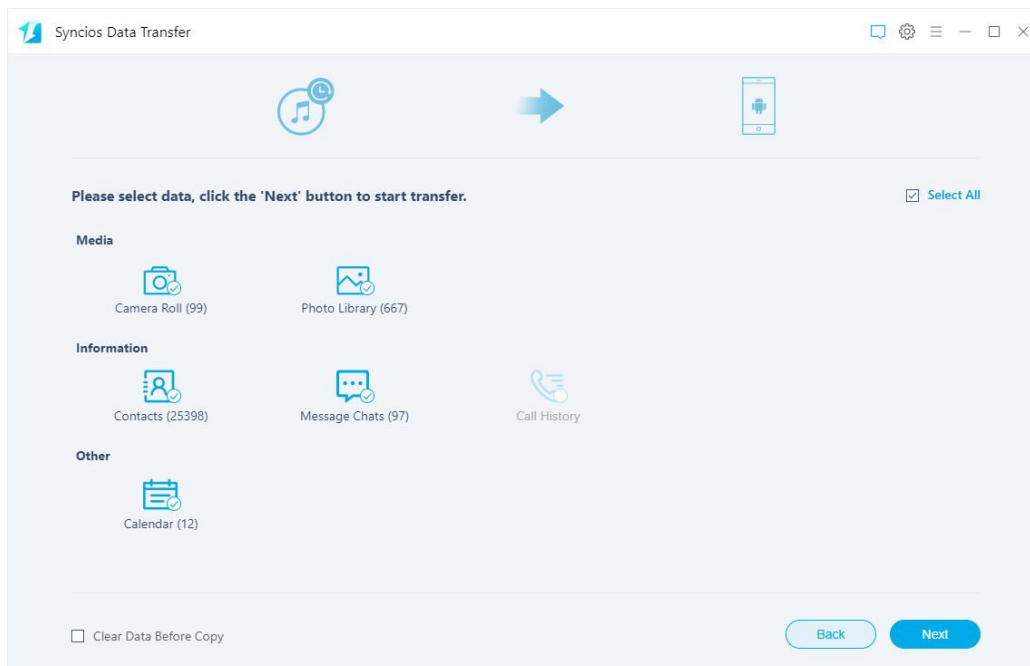 Syncios Data Transfer
Please select data, click the 'Next' button to start transfer.
Select All
Media
Camera Roll (99)
Photo Library (667)
Information
Contacts (25398)
Message Chats (97)
Call History
Other
Calendar (12)
Clear Data Before Copy
Back
Next